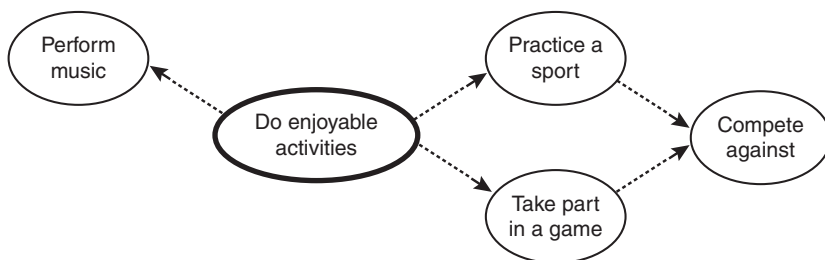 Perform
music
Do enjoyable
activities
Practice a
sport
Take part
in a game
Compete
against